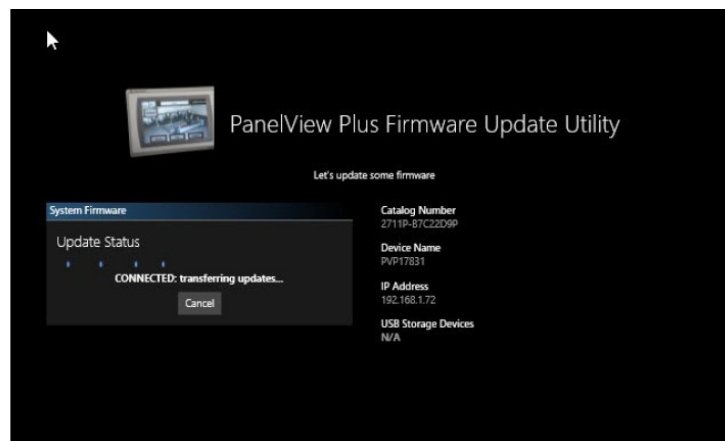 PanelView Plus Firmware Update Utility
Let's update some firmware
System Firmware
Update Status
CONNECTED: transferring updates...
Cancel
Catalog Number
2711P-B7C22D9P
Device Name
PVP17831
IP Address
192.168.1.72
USB Storage Devices
N/A